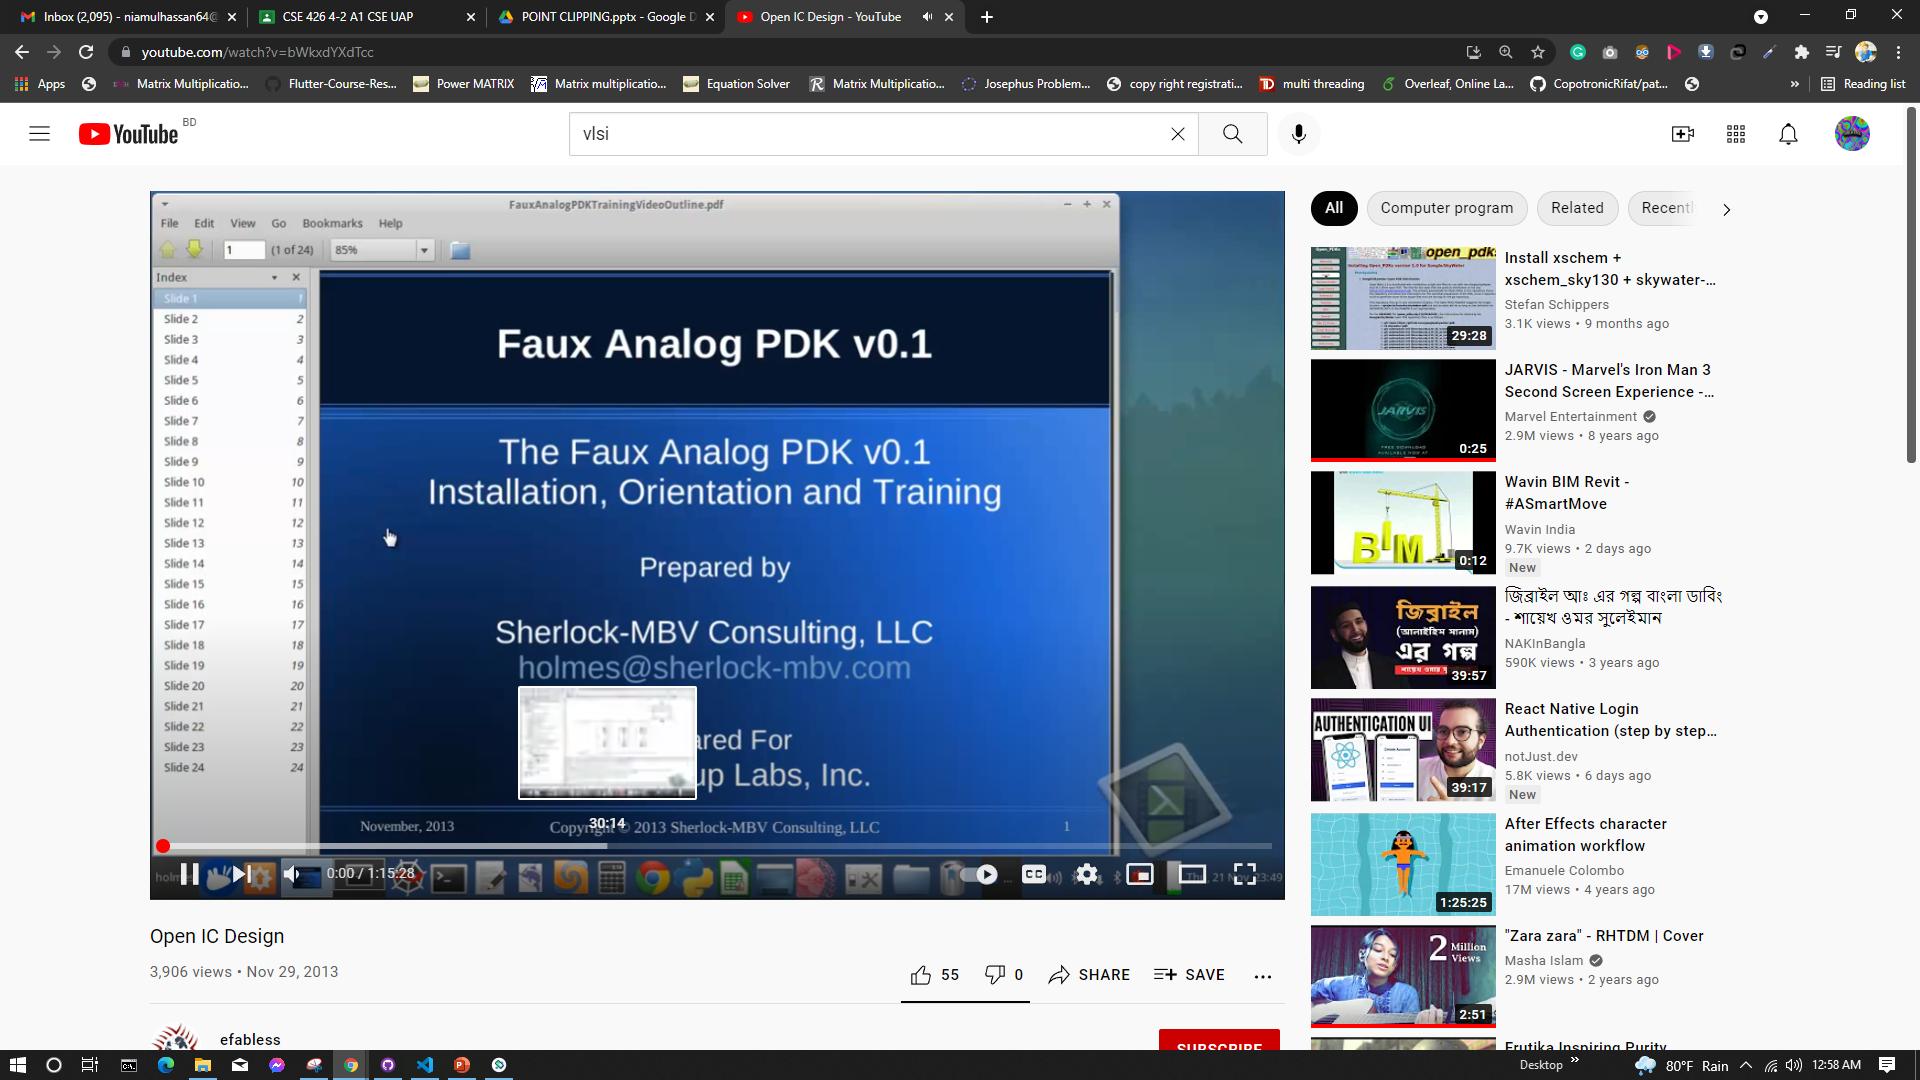 Inbox (2,095) - niamulhassan64@
CSE 426 4-2 A1 CSE UAP
POINT CLIPPING.pptx - Google D
Open IC Design - YouTube
youtube.com/watch?v=bWkxdYXdTcc
Apps
Matrix Multiplicatio...
Flutter-Course-Res...
Power MATRIX
Matrix multiplicatio...
Equation Solver
Matrix Multiplicatio...
Josephus Problem...
copy right registrati...
multi threading
Overleaf, Online La...
CopotronicRifat/pat...
Reading list
YouTube BD
vlsi
FauxAnalogPDKTrainingVideoOutline.pdf
File Edit View Go Bookmarks Help
1 (1 of 24) 85%
Index
Slide 1 1
Slide 2 2
Slide 3 3
Slide 4 4
Slide 5 5
Slide 6 6
Slide 7 7
Slide 8 8
Slide 9 9
Slide 10 10
Slide 11 11
Slide 12 12
Slide 13 13
Slide 14 14
Slide 15 15
Slide 16 16
Slide 17 17
Slide 18 18
Slide 19 19
Slide 20 20
Slide 21 21
Slide 22 22
Slide 23 23
Slide 24 24
Faux Analog PDK v0.1
The Faux Analog PDK v0.1
Installation, Orientation and Training
Prepared by
Sherlock-MBV Consulting, LLC
holmes@sherlock-mbv.com
ared For
up Labs, Inc.
30:14
November, 2013
Copyright © 2013 Sherlock-MBV Consulting, LLC
1
0:00 / 1:15:28
CC
Open IC Design
3,906 views • Nov 29, 2013
55 0 SHARE SAVE
efabless
SUBSCRIBE
All Computer program Related Recentl
open_pdks
29:28
Install xschem +
xschem_sky130 + skywater-...
Stefan Schippers
3.1K views • 9 months ago
JARVIS
0:25
JARVIS - Marvel's Iron Man 3
Second Screen Experience -...
Marvel Entertainment
2.9M views • 8 years ago
BIM
0:12
Wavin BIM Revit -
#ASmartMove
Wavin India
9.7K views • 2 days ago
New
জিব্রাইল
(আলাইহিস সালাম)
এর গল্প
39:57
জিব্রাইল আঃ এর গল্প বাংলা ডাবিং
- শায়েখ ওমর সুলেইমান
NAKInBangla
590K views • 3 years ago
AUTHENTICATION UI
39:17
React Native Login
Authentication (step by step...
notJust.dev
5.8K views • 6 days ago
New
1:25:25
After Effects character
animation workflow
Emanuele Colombo
17M views • 4 years ago
2 Million
Views
2:51
"Zara zara" - RHTDM | Cover
Masha Islam
2.9M views • 2 years ago
Erutika Inspiring Purity
Desktop
80°F Rain
12:58 AM